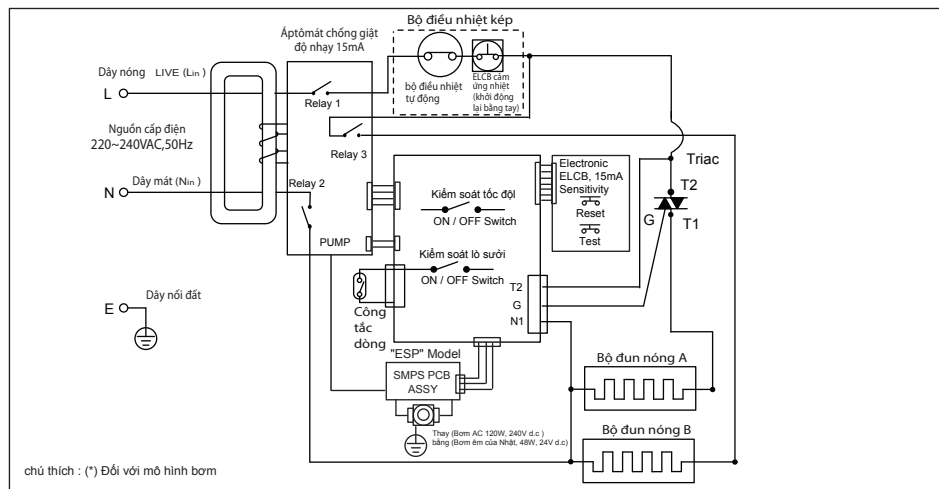 Bộ điều nhiệt kép
Áptômát chống giật
độ nhạy 15mA
Dây nóng LIVE (Lin)
L
Relay 1
bộ điều nhiệt
tự động
ELCB cảm
ứng nhiệt
(khởi động
lại bằng tay)
Nguồn cấp điện
220~240VAC,50Hz
Relay 3
Triac
Electronic
ELCB, 15mA
Sensitivity
Reset
Test
T2
G
T1
N
Dây mát (Nin)
Relay 2
Kiểm soát tốc độl
ON / OFF Switch
PUMP
Kiểm soát lò sưởi
ON / OFF Switch
T2
G
N1
E
Dây nối đất
Công
tắc
dòng
"ESP" Model
SMPS PCB
ASSY
Bộ đun nóng A
Bộ đun nóng B
Thay (Bơm AC 120W, 240V d.c)
bằng (Bơm êm của Nhật, 48W, 24V d.c)
chú thích : (*) Đối với mô hình bơm